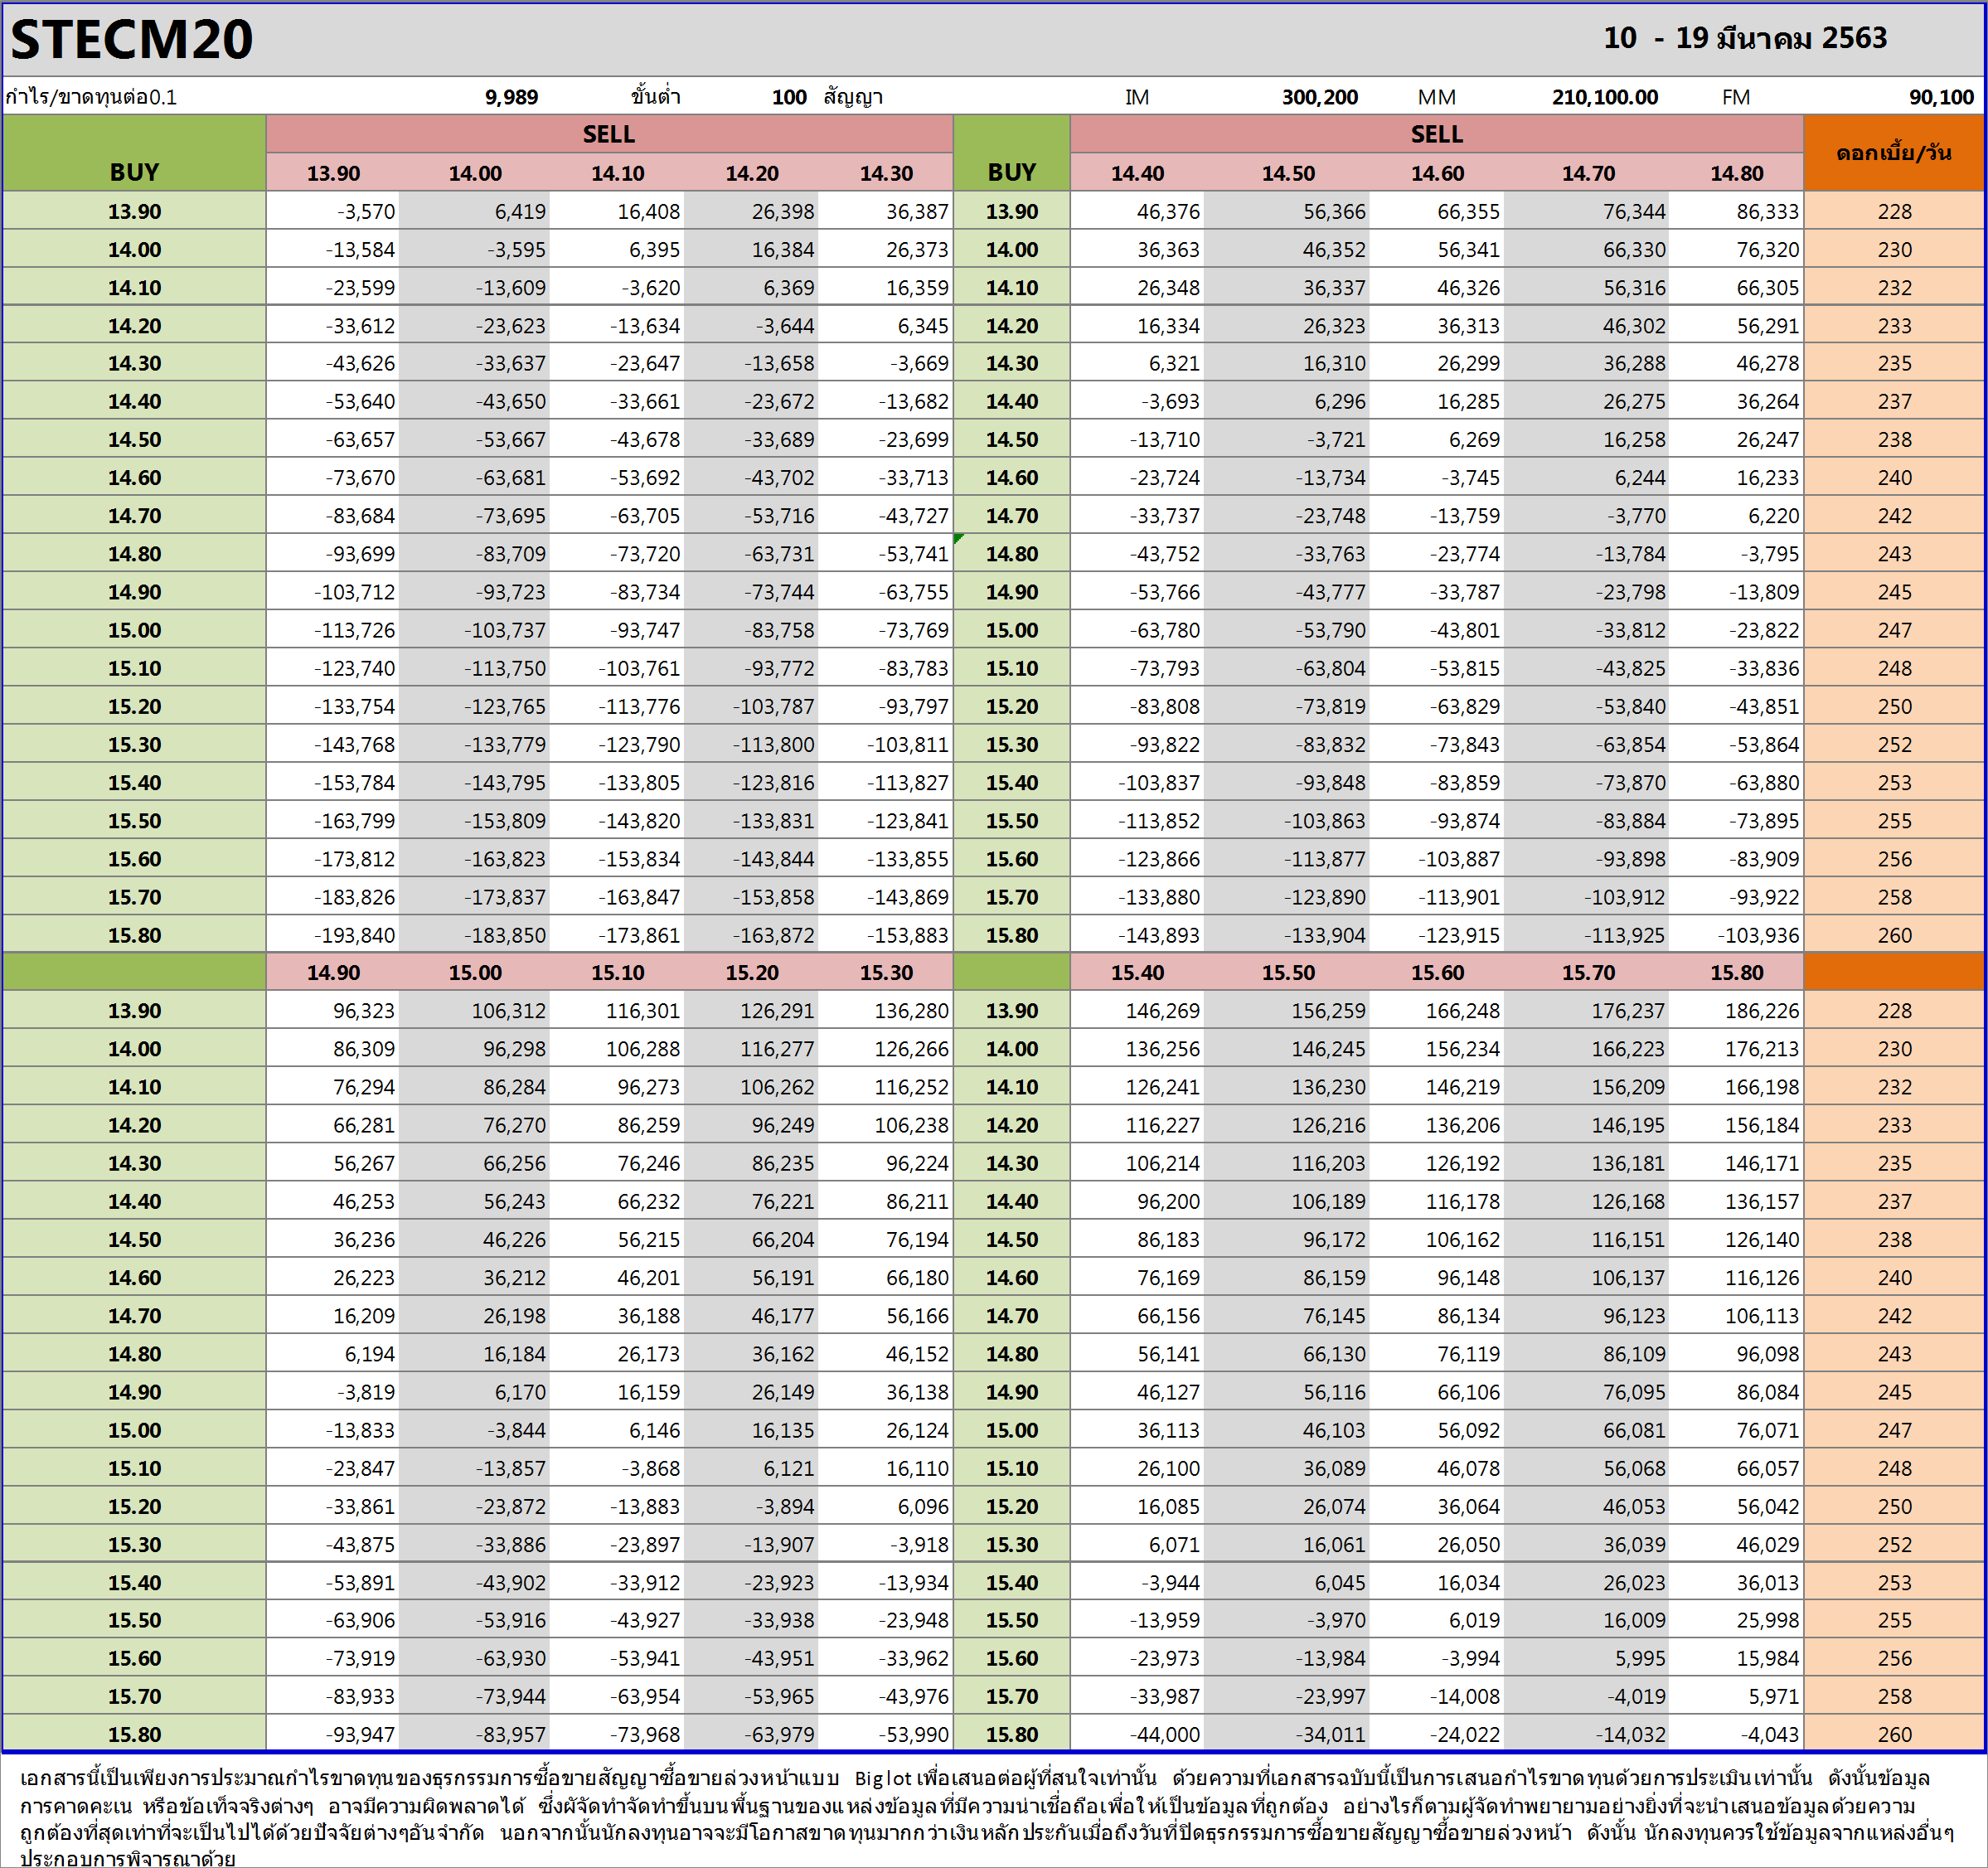 STECM20 10 - 19 มีนาคม 2563
กำไร/ขาดทุนต่อ0.1 9,989 ขั้นต่ำ 100 สัญญา IM 300,200 MM 210,100.00 FM 90,100
SELL SELL ดอกเบี้ย/วัน
BUY 13.90 14.00 14.10 14.20 14.30 BUY 14.40 14.50 14.60 14.70 14.80
13.90 -3,570 6,419 16,408 26,398 36,387 13.90 46,376 56,366 66,355 76,344 86,333 228
14.00 -13,584 -3,595 6,395 16,384 26,373 14.00 36,363 46,352 56,341 66,330 76,320 230
14.10 -23,599 -13,609 -3,620 6,369 16,359 14.10 26,348 36,337 46,326 56,316 66,305 232
14.20 -33,612 -23,623 -13,634 -3,644 6,345 14.20 16,334 26,323 36,313 46,302 56,291 233
14.30 -43,626 -33,637 -23,647 -13,658 -3,669 14.30 6,321 16,310 26,299 36,288 46,278 235
14.40 -53,640 -43,650 -33,661 -23,672 -13,682 14.40 -3,693 6,296 16,285 26,275 36,264 237
14.50 -63,657 -53,667 -43,678 -33,689 -23,699 14.50 -13,710 -3,721 6,269 16,258 26,247 238
14.60 -73,670 -63,681 -53,692 -43,702 -33,713 14.60 -23,724 -13,734 -3,745 6,244 16,233 240
14.70 -83,684 -73,695 -63,705 -53,716 -43,727 14.70 -33,737 -23,748 -13,759 -3,770 6,220 242
14.80 -93,699 -83,709 -73,720 -63,731 -53,741 14.80 -43,752 -33,763 -23,774 -13,784 -3,795 243
14.90 -103,712 -93,723 -83,734 -73,744 -63,755 14.90 -53,766 -43,777 -33,787 -23,798 -13,809 245
15.00 -113,726 -103,737 -93,747 -83,758 -73,769 15.00 -63,780 -53,790 -43,801 -33,812 -23,822 247
15.10 -123,740 -113,750 -103,761 -93,772 -83,783 15.10 -73,793 -63,804 -53,815 -43,825 -33,836 248
15.20 -133,754 -123,765 -113,776 -103,787 -93,797 15.20 -83,808 -73,819 -63,829 -53,840 -43,851 250
15.30 -143,768 -133,779 -123,790 -113,800 -103,811 15.30 -93,822 -83,832 -73,843 -63,854 -53,864 252
15.40 -153,784 -143,795 -133,805 -123,816 -113,827 15.40 -103,837 -93,848 -83,859 -73,870 -63,880 253
15.50 -163,799 -153,809 -143,820 -133,831 -123,841 15.50 -113,852 -103,863 -93,874 -83,884 -73,895 255
15.60 -173,812 -163,823 -153,834 -143,844 -133,855 15.60 -123,866 -113,877 -103,887 -93,898 -83,909 256
15.70 -183,826 -173,837 -163,847 -153,858 -143,869 15.70 -133,880 -123,890 -113,901 -103,912 -93,922 258
15.80 -193,840 -183,850 -173,861 -163,872 -153,883 15.80 -143,893 -133,904 -123,915 -113,925 -103,936 260
14.90 15.00 15.10 15.20 15.30 15.40 15.50 15.60 15.70 15.80
13.90 96,323 106,312 116,301 126,291 136,280 13.90 146,269 156,259 166,248 176,237 186,226 228
14.00 86,309 96,298 106,288 116,277 126,266 14.00 136,256 146,245 156,234 166,223 176,213 230
14.10 76,294 86,284 96,273 106,262 116,252 14.10 126,241 136,230 146,219 156,209 166,198 232
14.20 66,281 76,270 86,259 96,249 106,238 14.20 116,227 126,216 136,206 146,195 156,184 233
14.30 56,267 66,256 76,246 86,235 96,224 14.30 106,214 116,203 126,192 136,181 146,171 235
14.40 46,253 56,243 66,232 76,221 86,211 14.40 96,200 106,189 116,178 126,168 136,157 237
14.50 36,236 46,226 56,215 66,204 76,194 14.50 86,183 96,172 106,162 116,151 126,140 238
14.60 26,223 36,212 46,201 56,191 66,180 14.60 76,169 86,159 96,148 106,137 116,126 240
14.70 16,209 26,198 36,188 46,177 56,166 14.70 66,156 76,145 86,134 96,123 106,113 242
14.80 6,194 16,184 26,173 36,162 46,152 14.80 56,141 66,130 76,119 86,109 96,098 243
14.90 -3,819 6,170 16,159 26,149 36,138 14.90 46,127 56,116 66,106 76,095 86,084 245
15.00 -13,833 -3,844 6,146 16,135 26,124 15.00 36,113 46,103 56,092 66,081 76,071 247
15.10 -23,847 -13,857 -3,868 6,121 16,110 15.10 26,100 36,089 46,078 56,068 66,057 248
15.20 -33,861 -23,872 -13,883 -3,894 6,096 15.20 16,085 26,074 36,064 46,053 56,042 250
15.30 -43,875 -33,886 -23,897 -13,907 -3,918 15.30 6,071 16,061 26,050 36,039 46,029 252
15.40 -53,891 -43,902 -33,912 -23,923 -13,934 15.40 -3,944 6,045 16,034 26,023 36,013 253
15.50 -63,906 -53,916 -43,927 -33,938 -23,948 15.50 -13,959 -3,970 6,019 16,009 25,998 255
15.60 -73,919 -63,930 -53,941 -43,951 -33,962 15.60 -23,973 -13,984 -3,994 5,995 15,984 256
15.70 -83,933 -73,944 -63,954 -53,965 -43,976 15.70 -33,987 -23,997 -14,008 -4,019 5,971 258
15.80 -93,947 -83,957 -73,968 -63,979 -53,990 15.80 -44,000 -34,011 -24,022 -14,032 -4,043 260
เอกสารนี้เป็นเพียงการประมาณกำไรขาดทุนของธุรกรรมการซื้อขายสัญญาซื้อขายล่วงหน้าแบบ Big lot เพื่อเสนอต่อผู้ที่สนใจเท่านั้น ด้วยความที่เอกสารฉบับนี้เป็นการเสนอกำไรขาดทุนด้วยการประเมินเท่านั้น ดังนั้นข้อมูล
การคาดคะเน หรือข้อเท็จจริงต่างๆ อาจมีความผิดพลาดได้ ซึ่งผัจัดทำจัดทำขึ้นบนพื้นฐานของแหล่งข้อมูลที่มีความน่าเชื่อถือเพื่อให้เป็นข้อมูลที่ถูกต้อง อย่างไรก็ตามผู้จัดทำพยายามอย่างยิ่งที่จะนำเสนอข้อมูลด้วยความ
ถูกต้องที่สุดเท่าที่จะเป็นไปได้ด้วยปัจจัยต่างๆอันจำกัด นอกจากนั้นนักลงทุนอาจจะมีโอกาสขาดทุนมากกว่าเงินหลักประกันเมื่อถึงวันที่ปิดธุรกรรมการซื้อขายสัญญาซื้อขายล่วงหน้า ดังนั้น นักลงทุนควรใช้ข้อมูลจากแหล่งอื่นๆ
ประกอบการพิจารณาด้วย